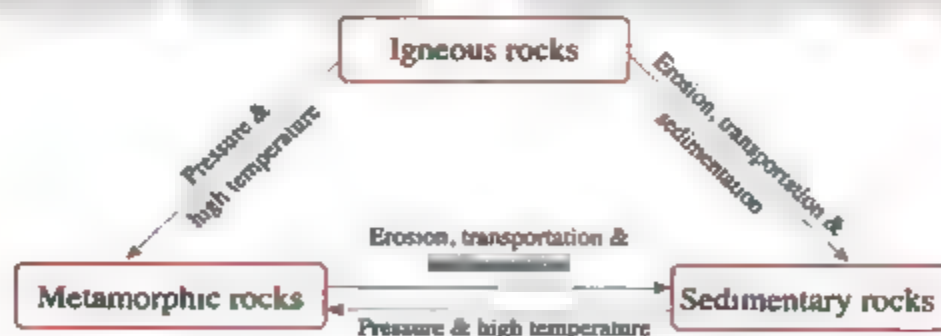 Igneous rocks
Pressure &
high temperature
Erosion, transportation &
sedimentation
Erosion, transportation &
Metamorphic rocks
Sedimentary rocks
Pressure & high temperature